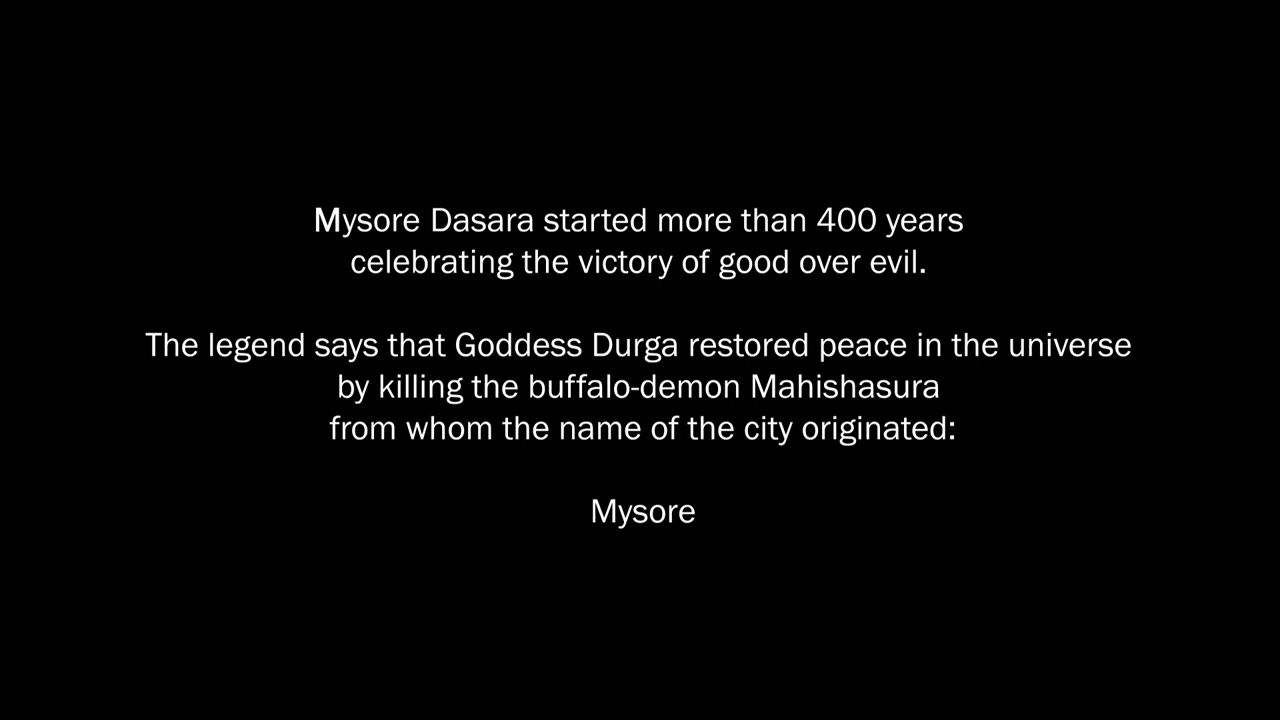 Mysore Dasara started more than 400 years
celebrating the victory of good over evil.
The legend says that Goddess Durga restored peace in the universe
by killing the buffalo-demon Mahishasura
from whom the name of the city originated:
Mysore